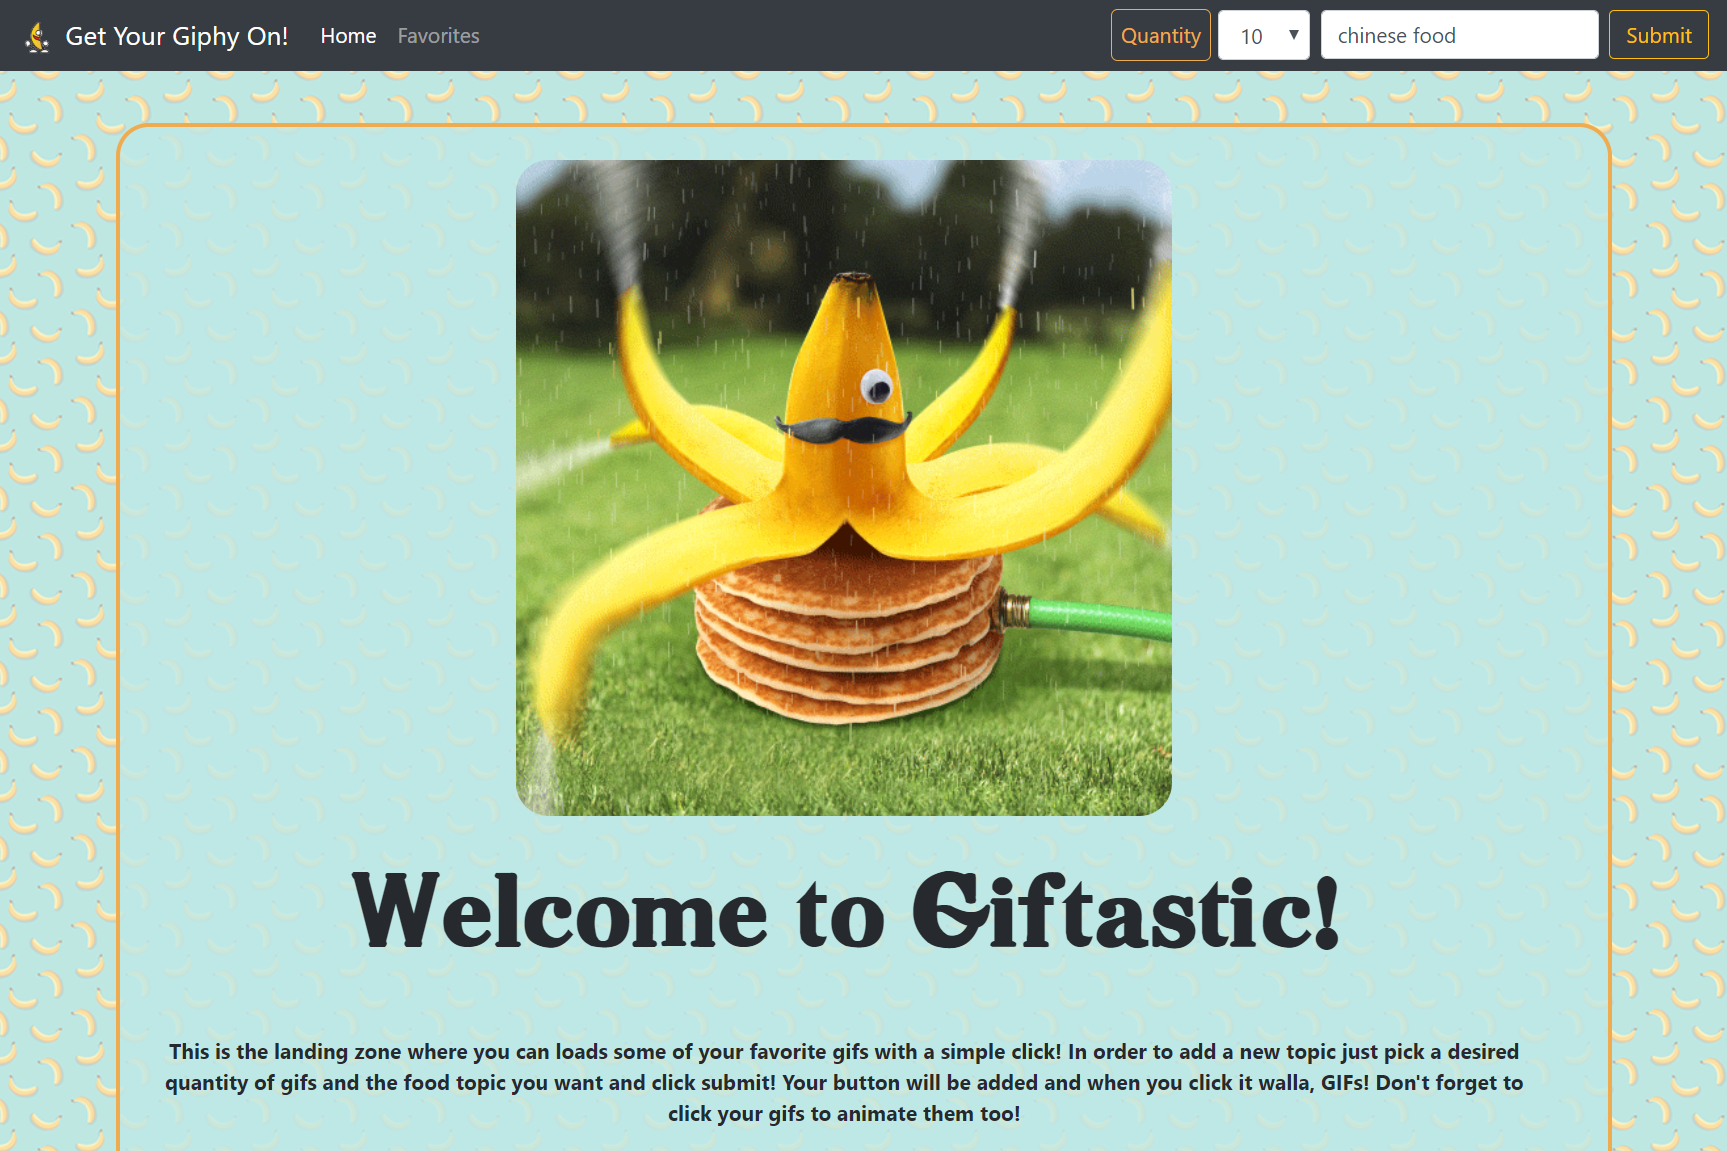 Get Your Giphy On! Home Favorites Quantity 10 chinese food Submit
Welcome to Giftastic!
This is the landing zone where you can loads some of your favorite gifs with a simple click! In order to add a new topic just pick a desired
quantity of gifs and the food topic you want and click submit! Your button will be added and when you click it walla, GIFs! Don't forget to
click your gifs to animate them too!